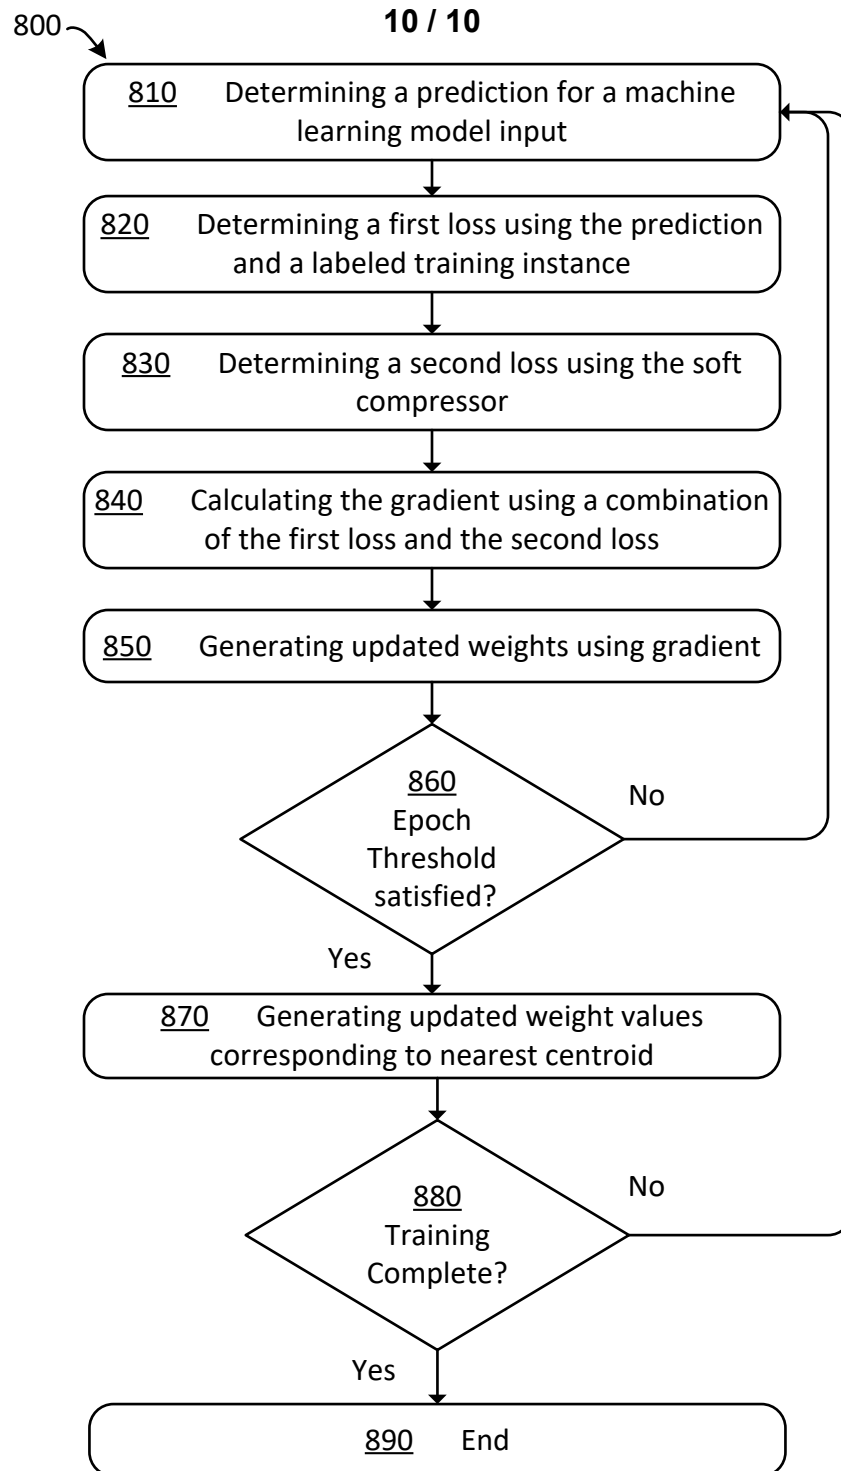 10 / 10
800
810 Determining a prediction for a machine
learning model input
820 Determining a first loss using the prediction
and a labeled training instance
830 Determining a second loss using the soft
compressor
840 Calculating the gradient using a combination
of the first loss and the second loss
850 Generating updated weights using gradient
860
Epoch
Threshold
satisfied?
No
Yes
870 Generating updated weight values
corresponding to nearest centroid
880
Training
Complete?
No
Yes
890 End